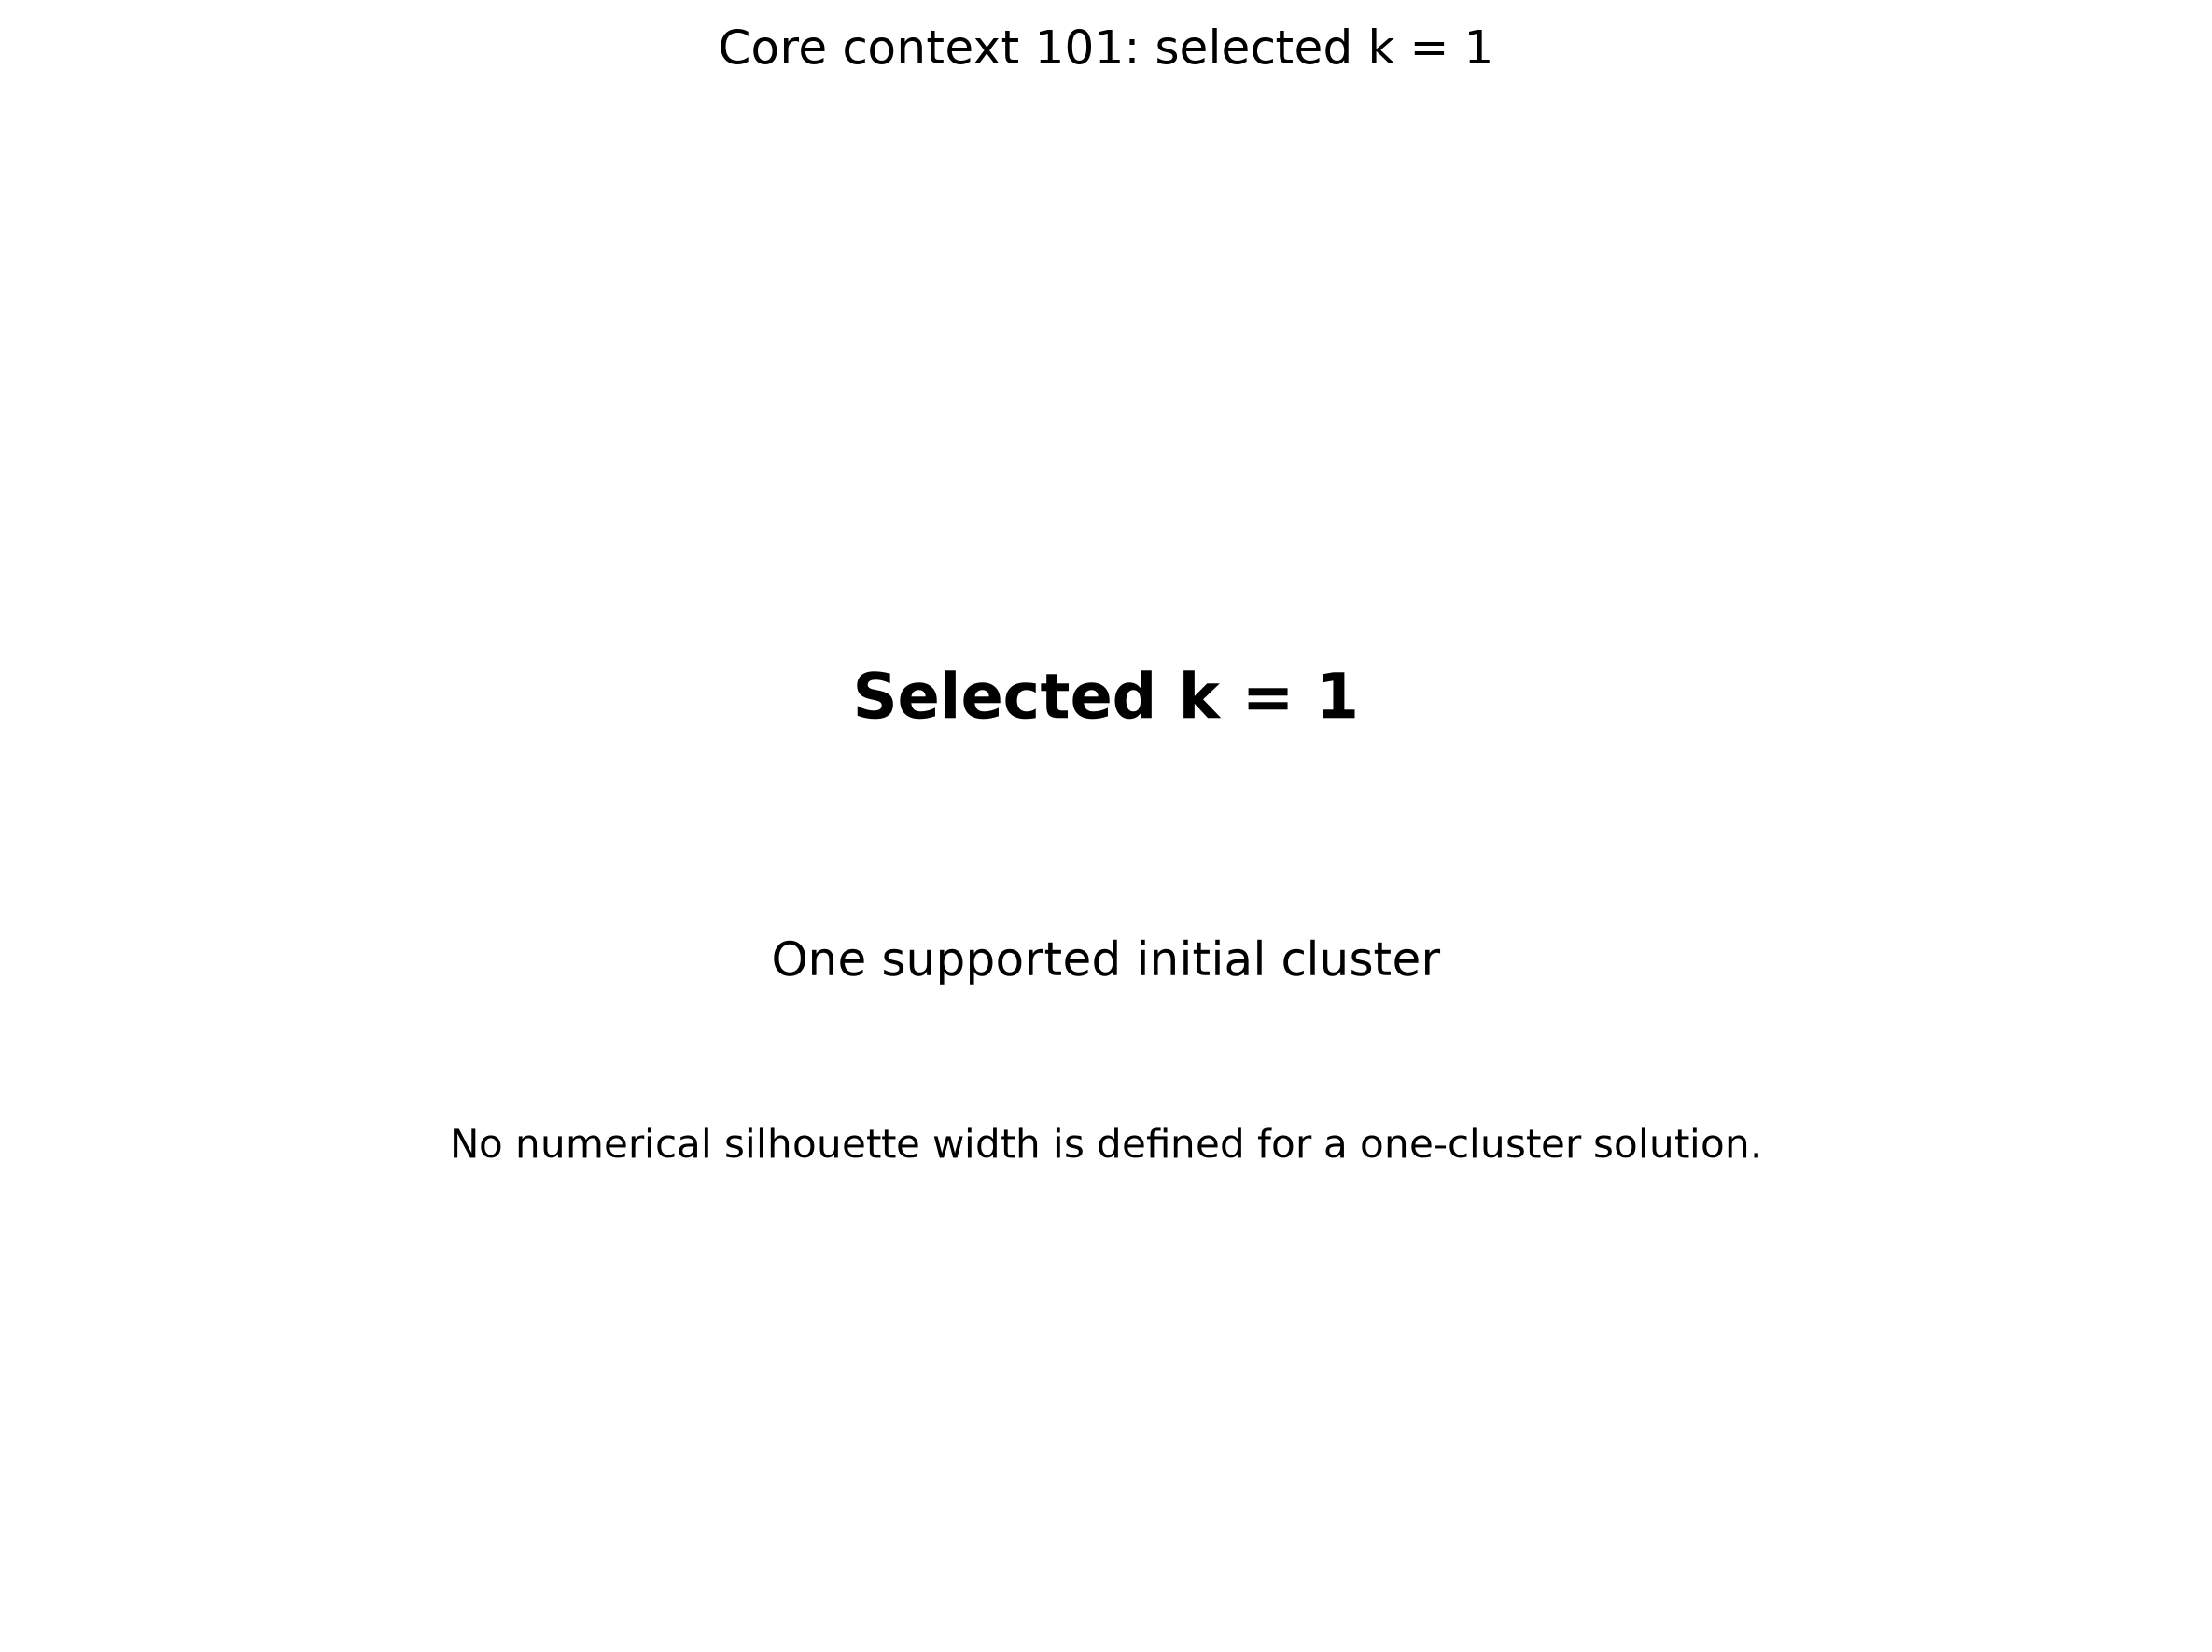 Core context 101: selected k = 1
Selected k = 1
One supported initial cluster
No numerical silhouette width is defined for a one-cluster solution.